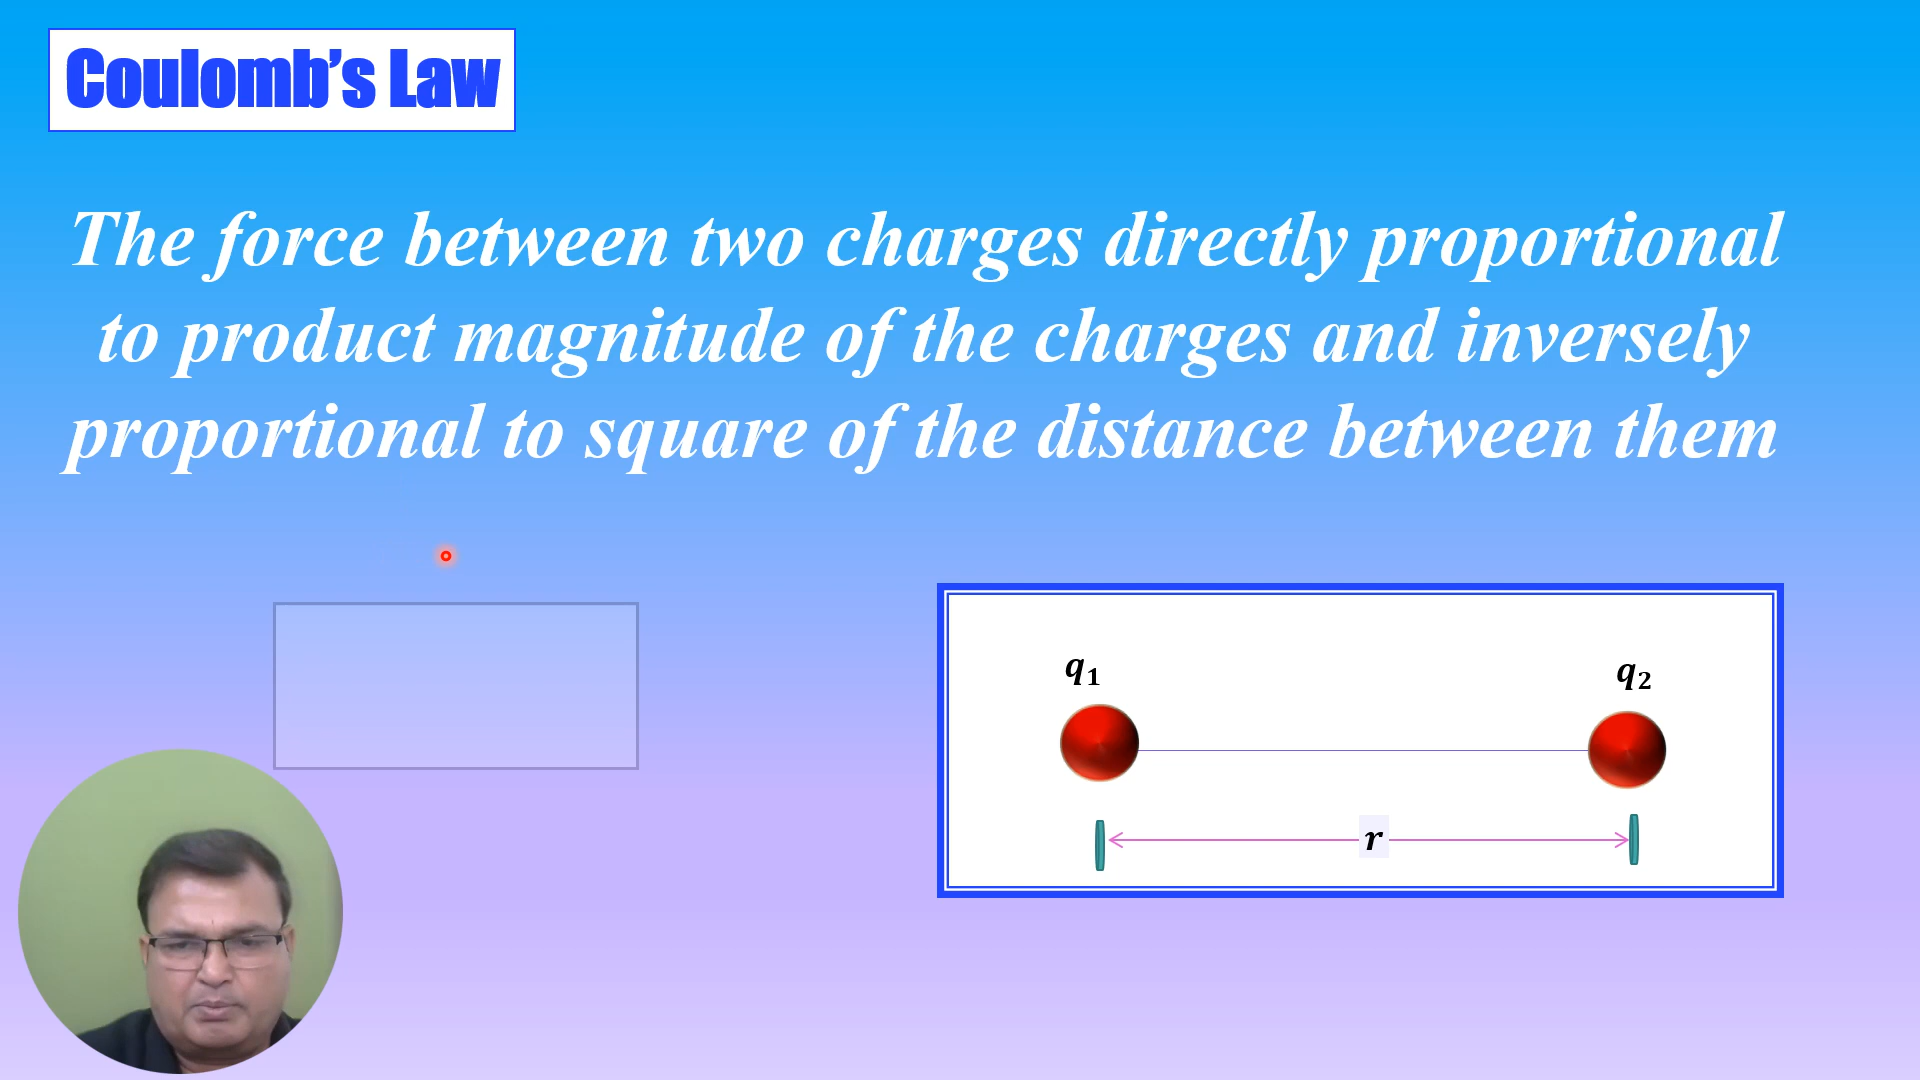 Coulomb’s Law
The force between two charges directly proportional
to product magnitude of the charges and inversely
proportional to square of the distance between them
q₁
q₂
r